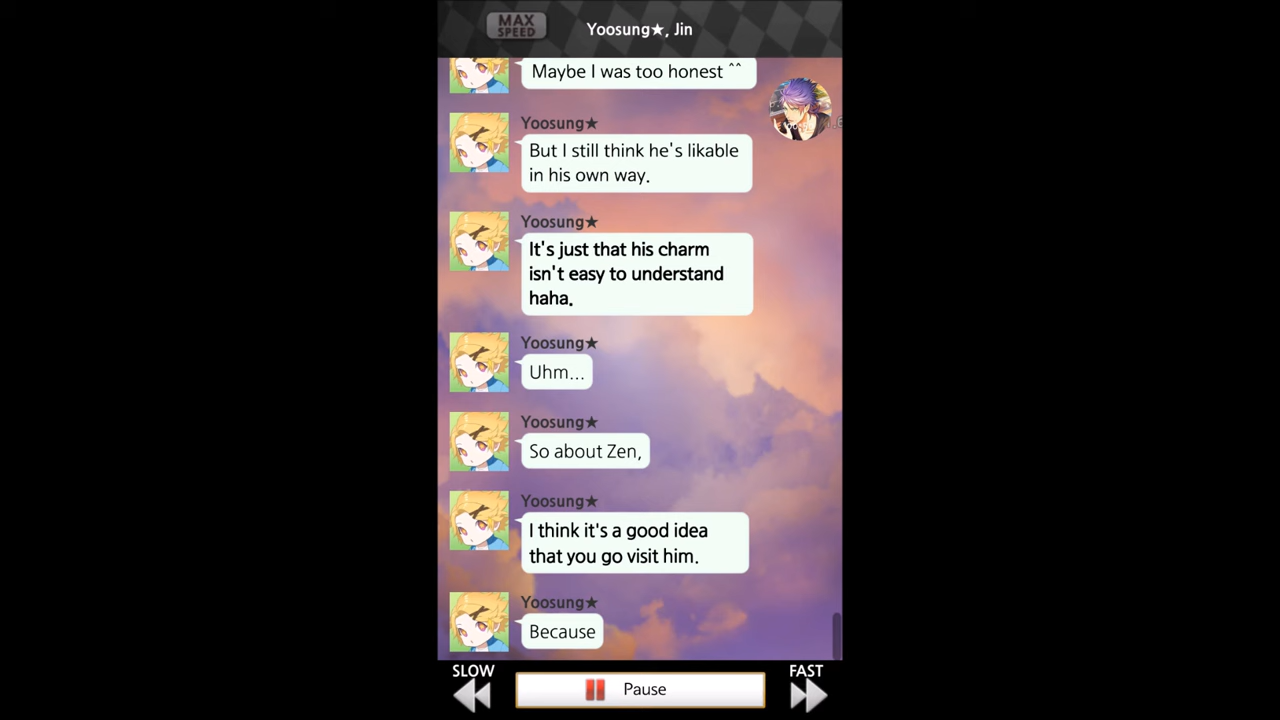 MAX
SPEED
Yoosung★, Jin
Maybe I was too honest ^^
Yoosung★
But I still think he's likable
in his own way.
Yoosung★
It's just that his charm
isn't easy to understand
haha.
Yoosung★
Uhm...
Yoosung★
So about Zen,
Yoosung★
I think it's a good idea
that you go visit him.
Yoosung★
Because
SLOW
Pause
FAST